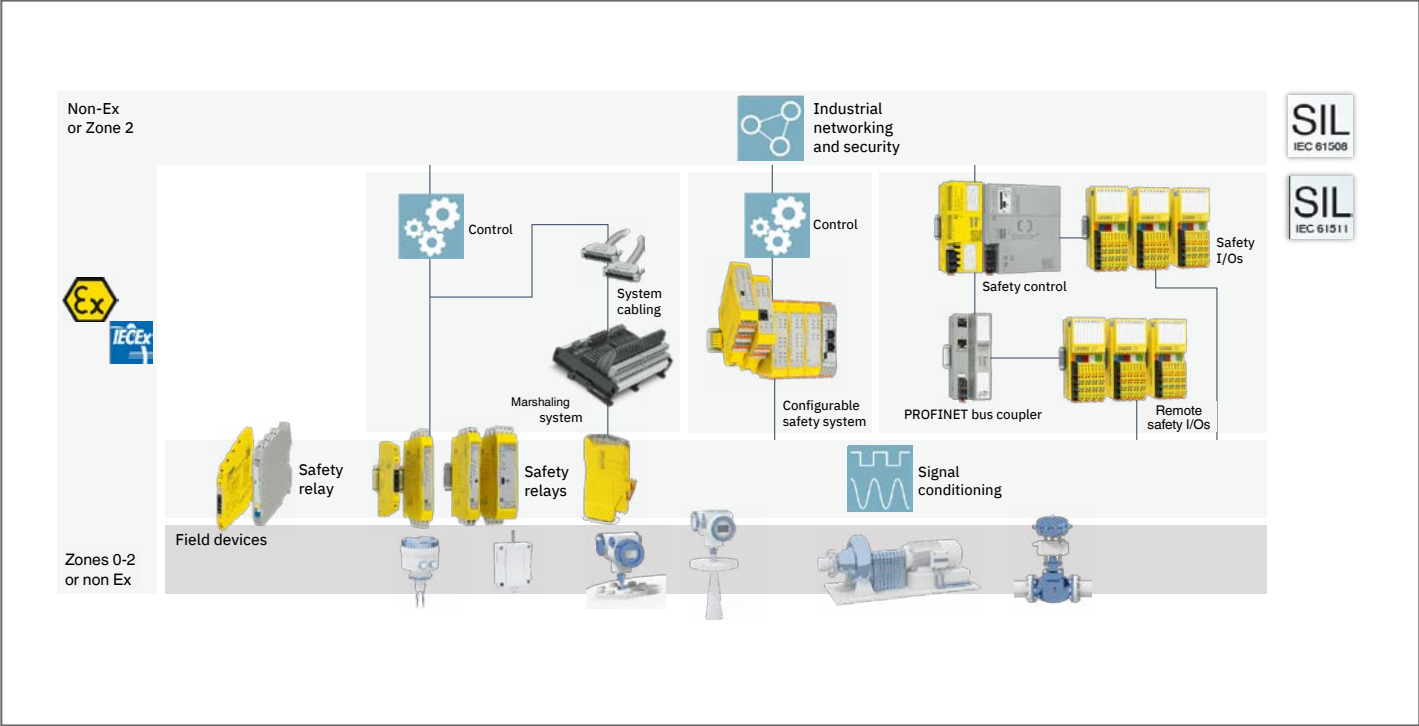 Non-Ex
or Zone 2
Industrial
networking
and security
SIL
IEC 61508
SIL
IEC 61511
Control
Control
System
cabling
Safety control
Safety
I/Os
Ex
IECEx
Marshaling
system
Configurable
safety system
PROFINET bus coupler
Remote
safety I/Os
Safety
relay
Safety
relays
Signal
conditioning
Field devices
Zones 0-2
or non Ex